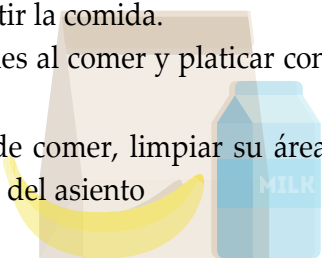 tir la comida.
es al comer y platicar con
de comer, limpiar su área
del asiento
MILK